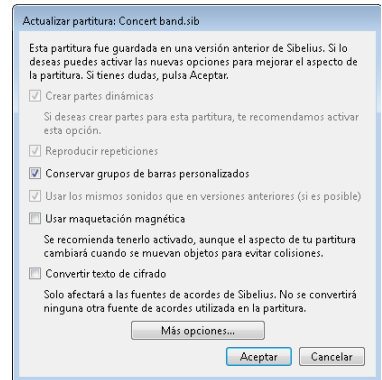 Actualizar partitura: Concert band.sib
Esta partitura fue guardada en una versión anterior de Sibelius. Si lo
deseas puedes activar las nuevas opciones para mejorar el aspecto de
la partitura. Si tienes dudas, pulsa Aceptar.
Crear partes dinámicas
Si deseas crear partes para esta partitura, te recomendamos activar
esta opción.
Reproducir repeticiones
Conservar grupos de barras personalizados
Usar los mismos sonidos que en versiones anteriores (si es posible)
Usar maquetación magnética
Se recomienda tenerlo activado, aunque el aspecto de tu partitura
cambiará cuando se muevan objetos para evitar colisiones.
Convertir texto de cifrado
Solo afectará a las fuentes de acordes de Sibelius. No se convertirá
ninguna otra fuente de acordes utilizada en la partitura.
Más opciones...
Aceptar
Cancelar